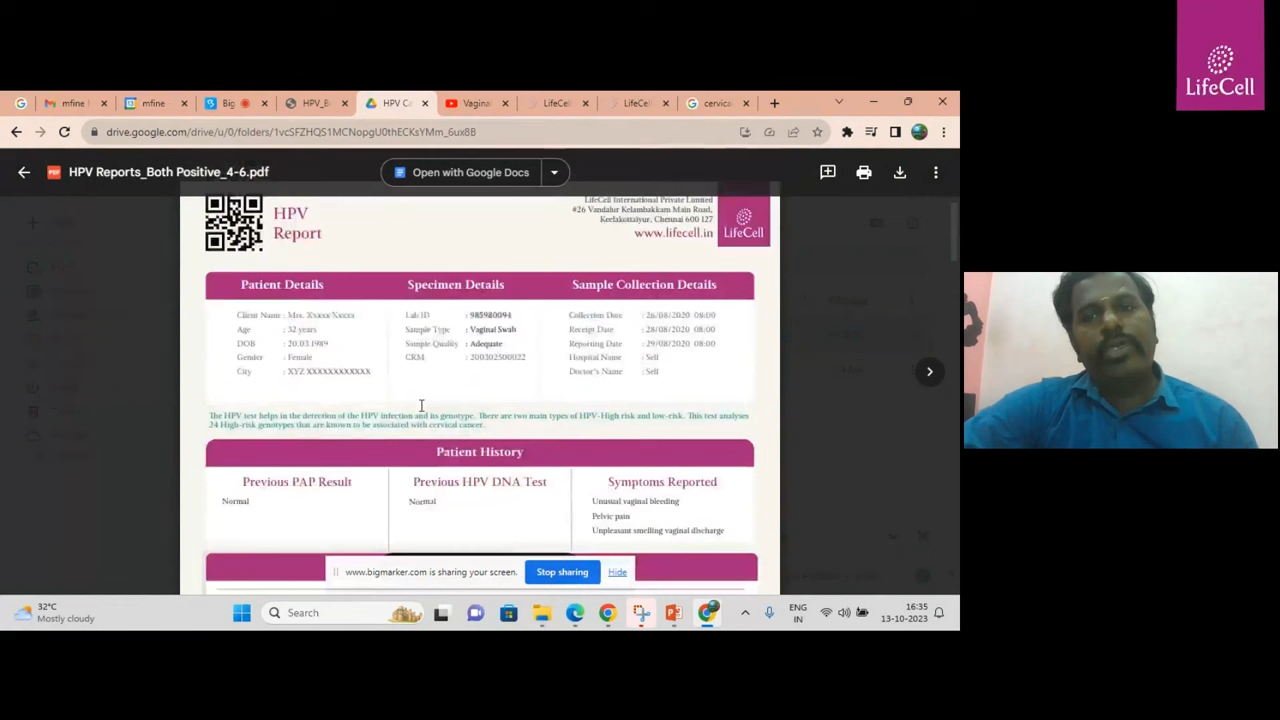 LifeCell
mfine
mfine
Big
HPV_B
HPV Ca
Vaginal
LifeCell
LifeCell
cervica
drive.google.com/drive/u/0/folders/1vcSFZHQS1MCNopgU0thECKsYMm_6ux8B
HPV Reports_Both Positive_4-6.pdf
Open with Google Docs
HPV
Report
LifeCell International Private Limited
#26 Vandalur Kelambakkam Main Road,
Keelakottaiyur, Chennai 600 127
www.lifecell.in
LifeCell
Patient Details
Client Name : Mrs. Xxxxx Xxxxx
Age : 32 years
DOB : 20.03.1989
Gender : Female
City : XYZ XXXXXXXXXXXX
Specimen Details
Lab ID : 985980094
Sample Type : Vaginal Swab
Sample Quality : Adequate
CRM : 200302500022
Sample Collection Details
Collection Date : 26/08/2020 08:00
Receipt Date : 28/08/2020 08:00
Reporting Date : 29/08/2020 08:00
Hospital Name : Self
Doctor's Name : Self
The HPV test helps in the detection of the HPV infection and its genotype. There are two main types of HPV-High risk and low-risk. This test analyses
24 High-risk genotypes that are known to be associated with cervical cancer.
Patient History
Previous PAP Result
Normal
Previous HPV DNA Test
Normal
Symptoms Reported
Unusual vaginal bleeding
Pelvic pain
Unpleasant smelling vaginal discharge
www.bigmarker.com is sharing your screen.
Stop sharing
Hide
32°C
Mostly cloudy
Search
ENG
IN
16:35
13-10-2023